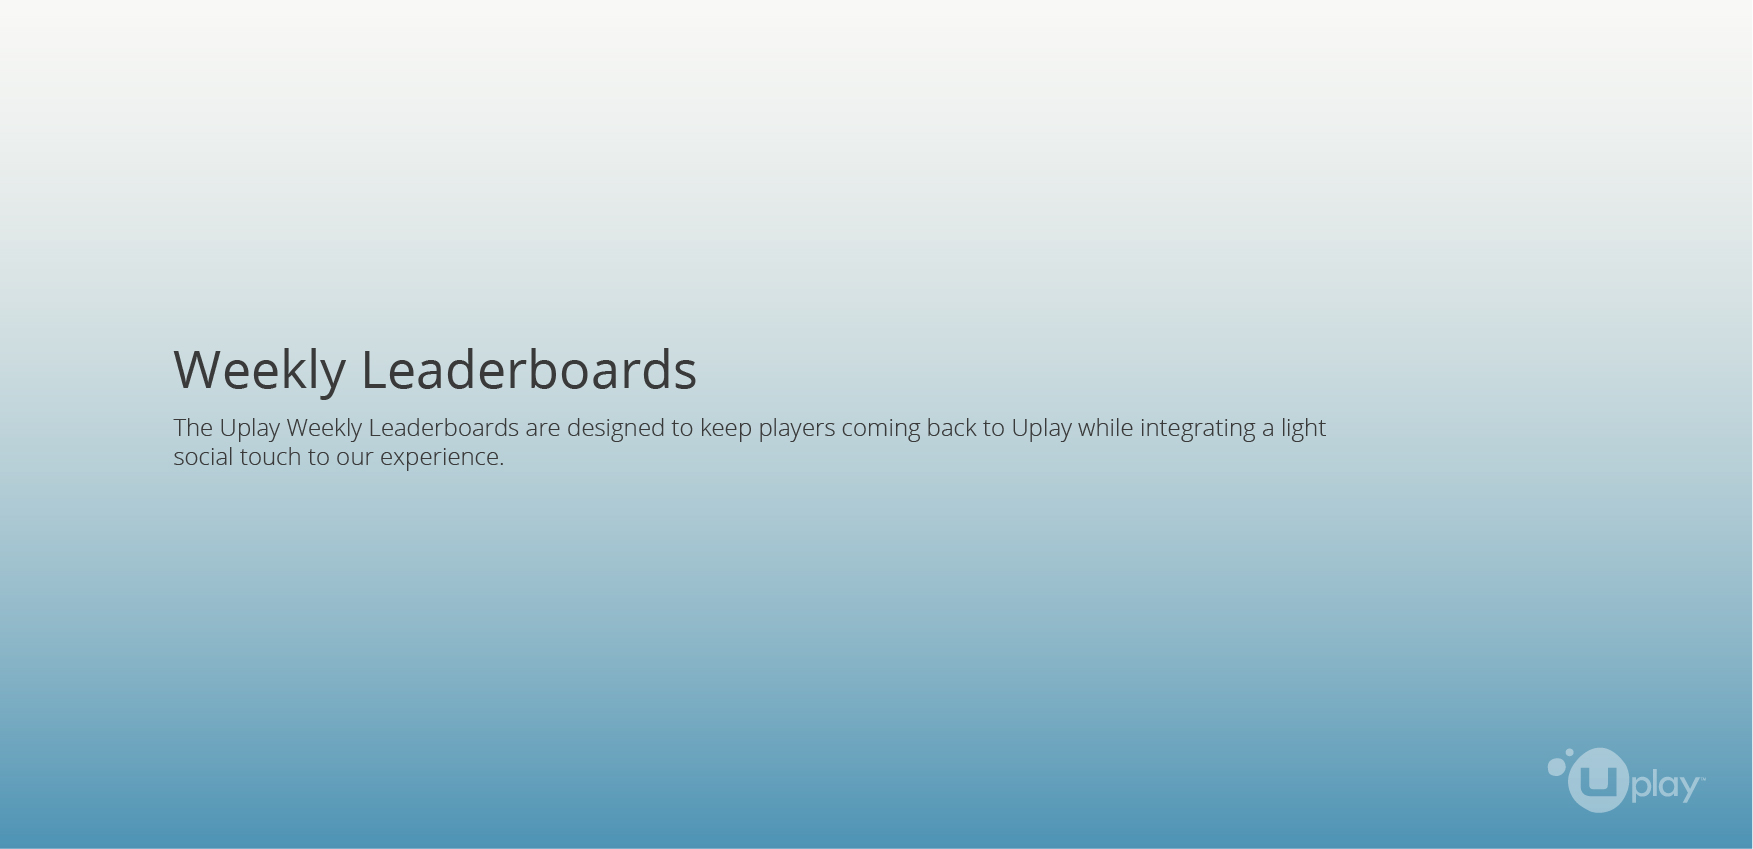 Weekly Leaderboards
The Uplay Weekly Leaderboards are designed to keep players coming back to Uplay while integrating a light
social touch to our experience.
Uplay™